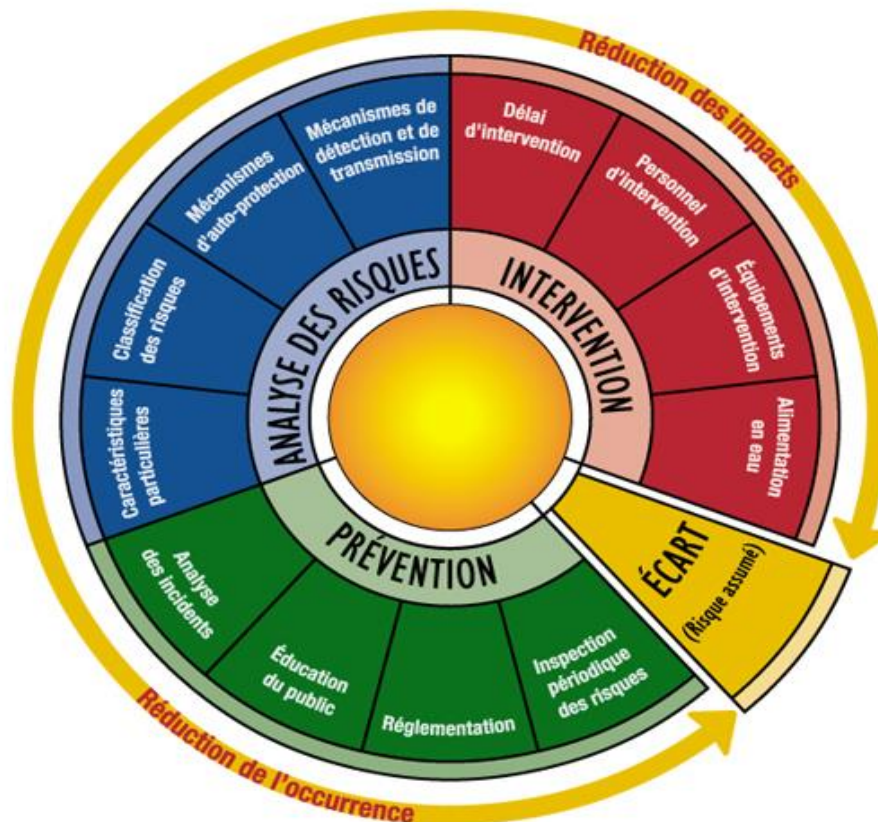 Réduction des impacts
Mécanismes de
détection et de
transmission
Délai
d'intervention
Mécanismes
d'auto-protection
Personnel
d'intervention
Classification
des risques
Équipements
d'intervention
Caractéristiques
particulières
Alimentation
en eau
ANALYSE DES RISQUES
INTERVENTION
PRÉVENTION
ÉCART
(Risque assumé)
Analyse
des incidents
Éducation
du public
Réglementation
Inspection
périodique
des risques
Réduction de l'occurrence